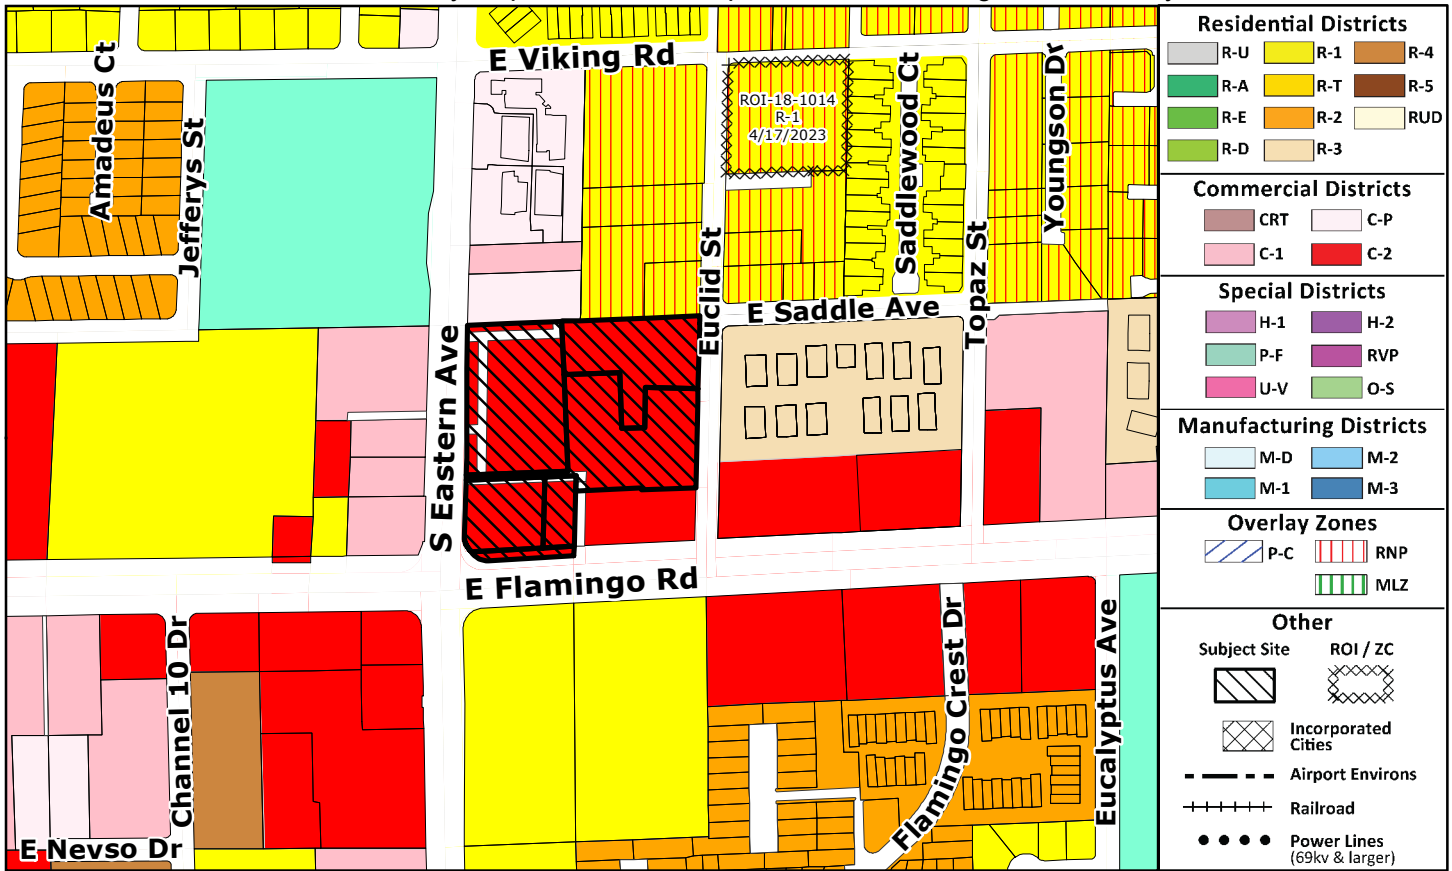 E Viking Rd
Amadeus Ct
Jefferys St
ROI-18-1014
R-1
4/17/2023
Saddlewood Ct
Youngson Dr
Euclid St
Topaz St
E Saddle Ave
S Eastern Ave
E Flamingo Rd
Channel 10 Dr
Flamingo Crest Dr
Eucalyptus Ave
E Nevso Dr
Residential Districts
R-U R-1 R-4
R-A R-T R-5
R-E R-2 RUD
R-D R-3
Commercial Districts
CRT C-P
C-1 C-2
Special Districts
H-1 H-2
P-F RVP
U-V O-S
Manufacturing Districts
M-D M-2
M-1 M-3
Overlay Zones
P-C RNP
MLZ
Other
Subject Site ROI / ZC
Incorporated
Cities
Airport Environs
Railroad
Power Lines
(69kv & larger)